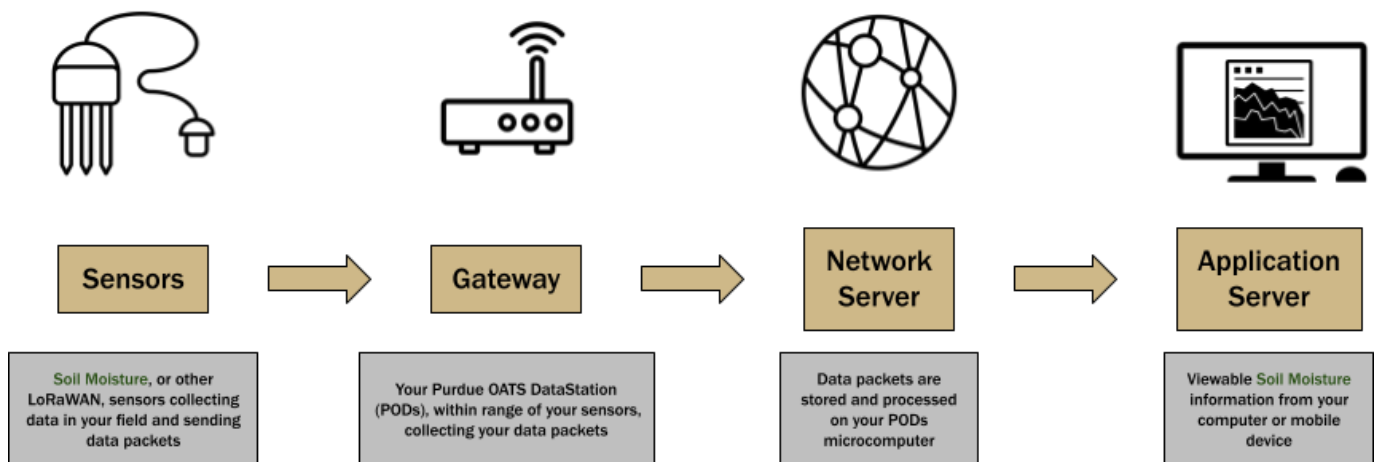 Sensors
Gateway
Network
Server
Application
Server
Soil Moisture, or other
LoRaWAN, sensors collecting
data in your field and sending
data packets
Your Purdue OATS DataStation
(PODs), within range of your sensors,
collecting your data packets
Data packets are
stored and processed
on your PODs
microcomputer
Viewable Soil Moisture
information from your
computer or mobile
device